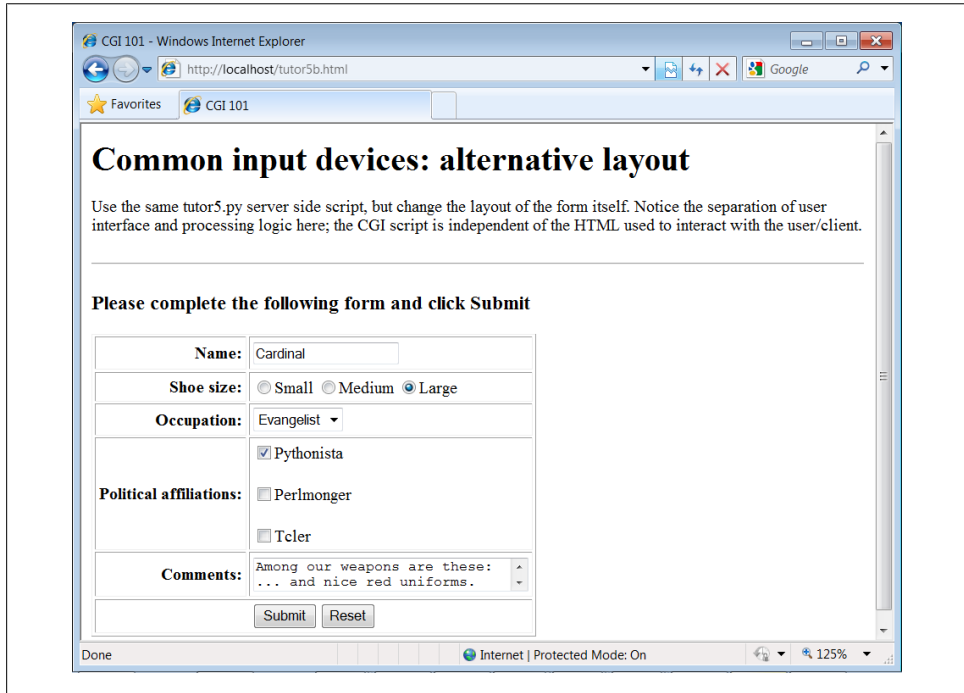 CGI 101 - Windows Internet Explorer
http://localhost/tutor5b.html
Google
Favorites
CGI 101
Common input devices: alternative layout
Use the same tutor5.py server side script, but change the layout of the form itself. Notice the separation of user
interface and processing logic here; the CGI script is independent of the HTML used to interact with the user/client.
Please complete the following form and click Submit
Name: Cardinal
Shoe size: Small Medium Large
Occupation: Evangelist
Pythonista
Political affiliations: Perlmonger
Tcler
Comments: Among our weapons are these:
... and nice red uniforms.
Submit Reset
Done Internet | Protected Mode: On 125%